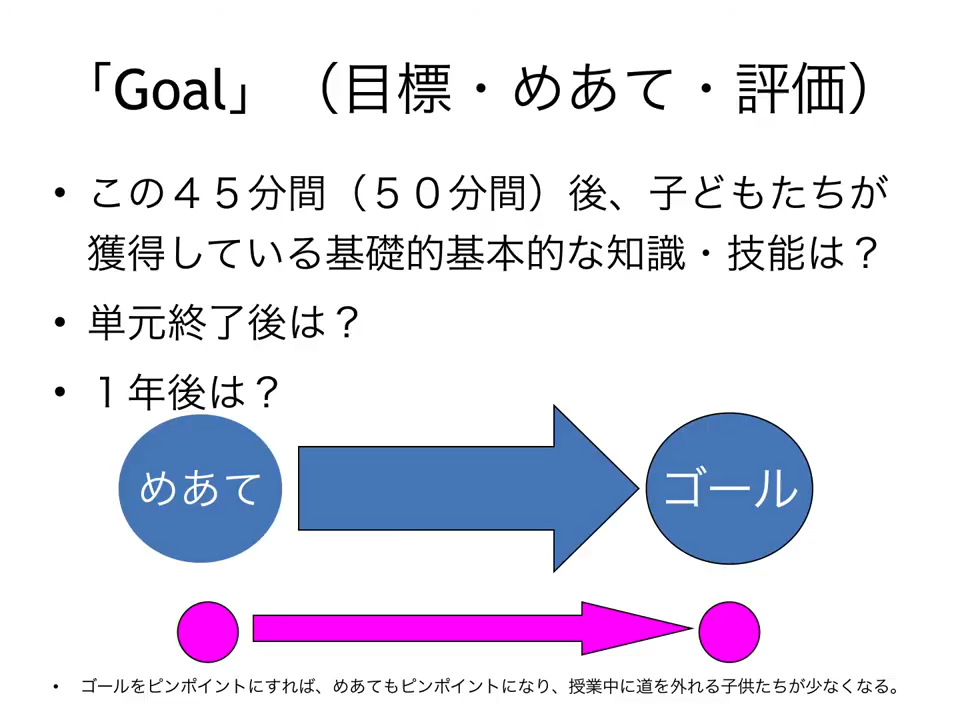 「Goal」（目標・めあて・評価）
• この４５分間（５０分間）後、子どもたちが
獲得している基礎的基本的な知識・技能は？
• 単元終了後は？
• １年後は？
めあて
ゴール
• ゴールをピンポイントにすれば、めあてもピンポイントになり、授業中に道を外れる子供たちが少なくなる。